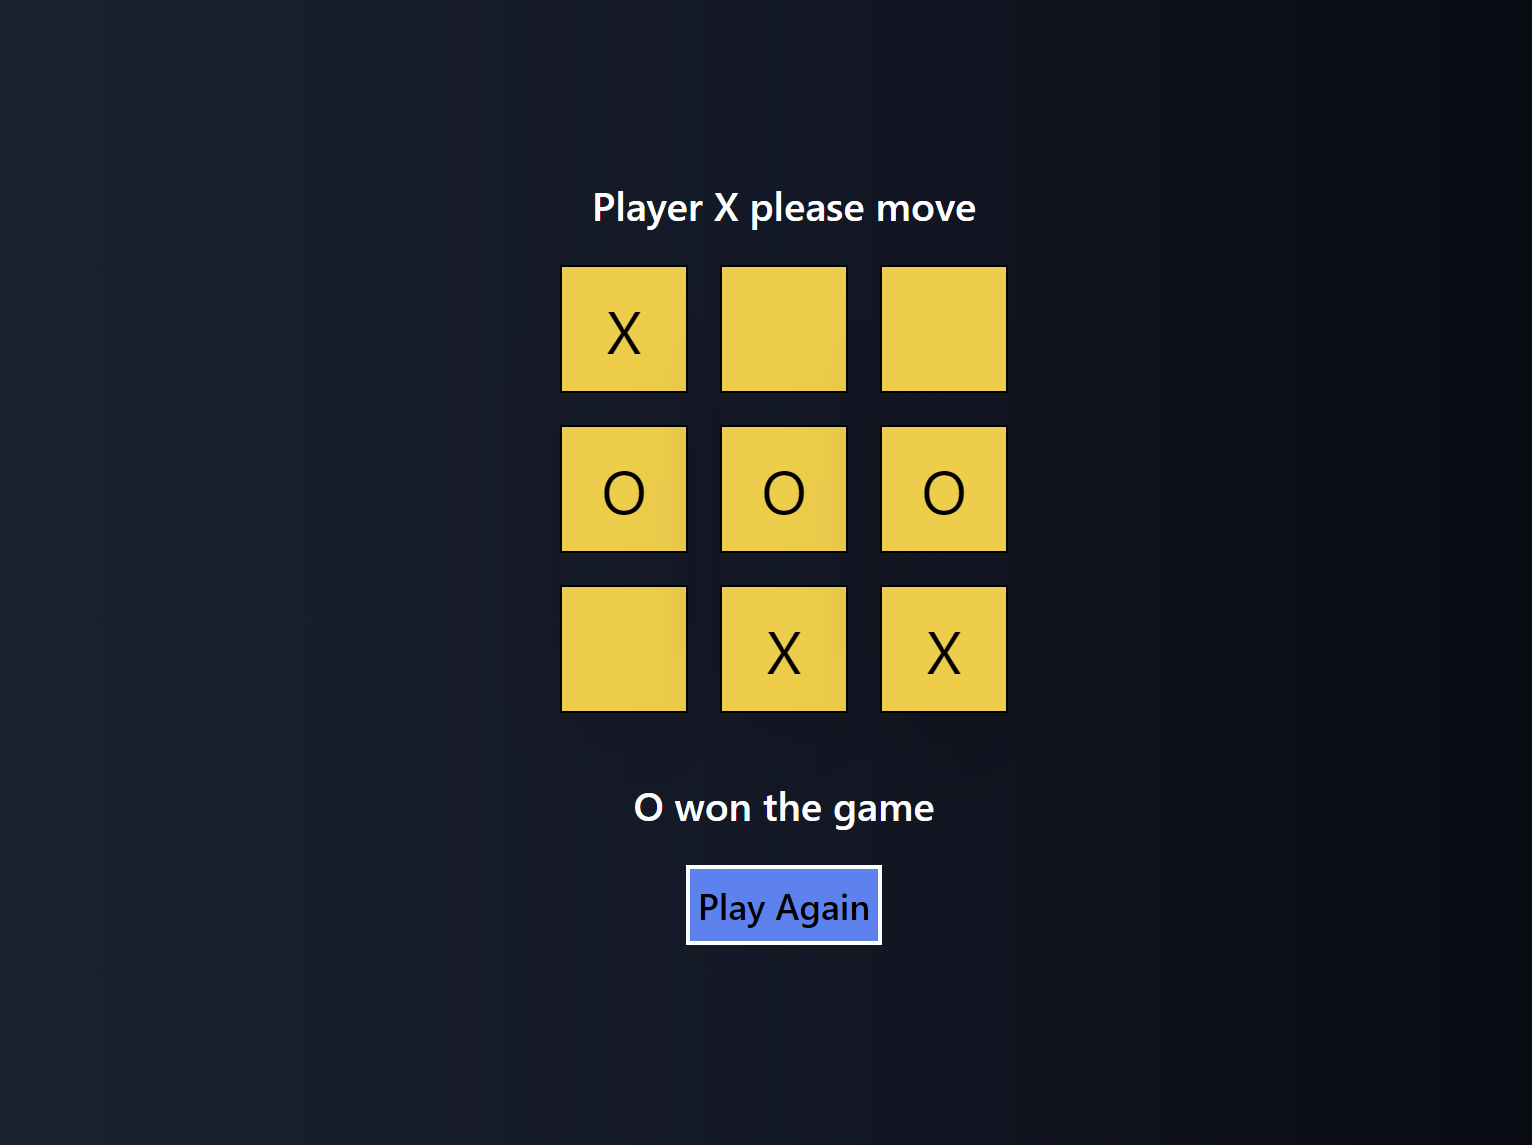 Player X please move
X
O O O
X X
O won the game
Play Again